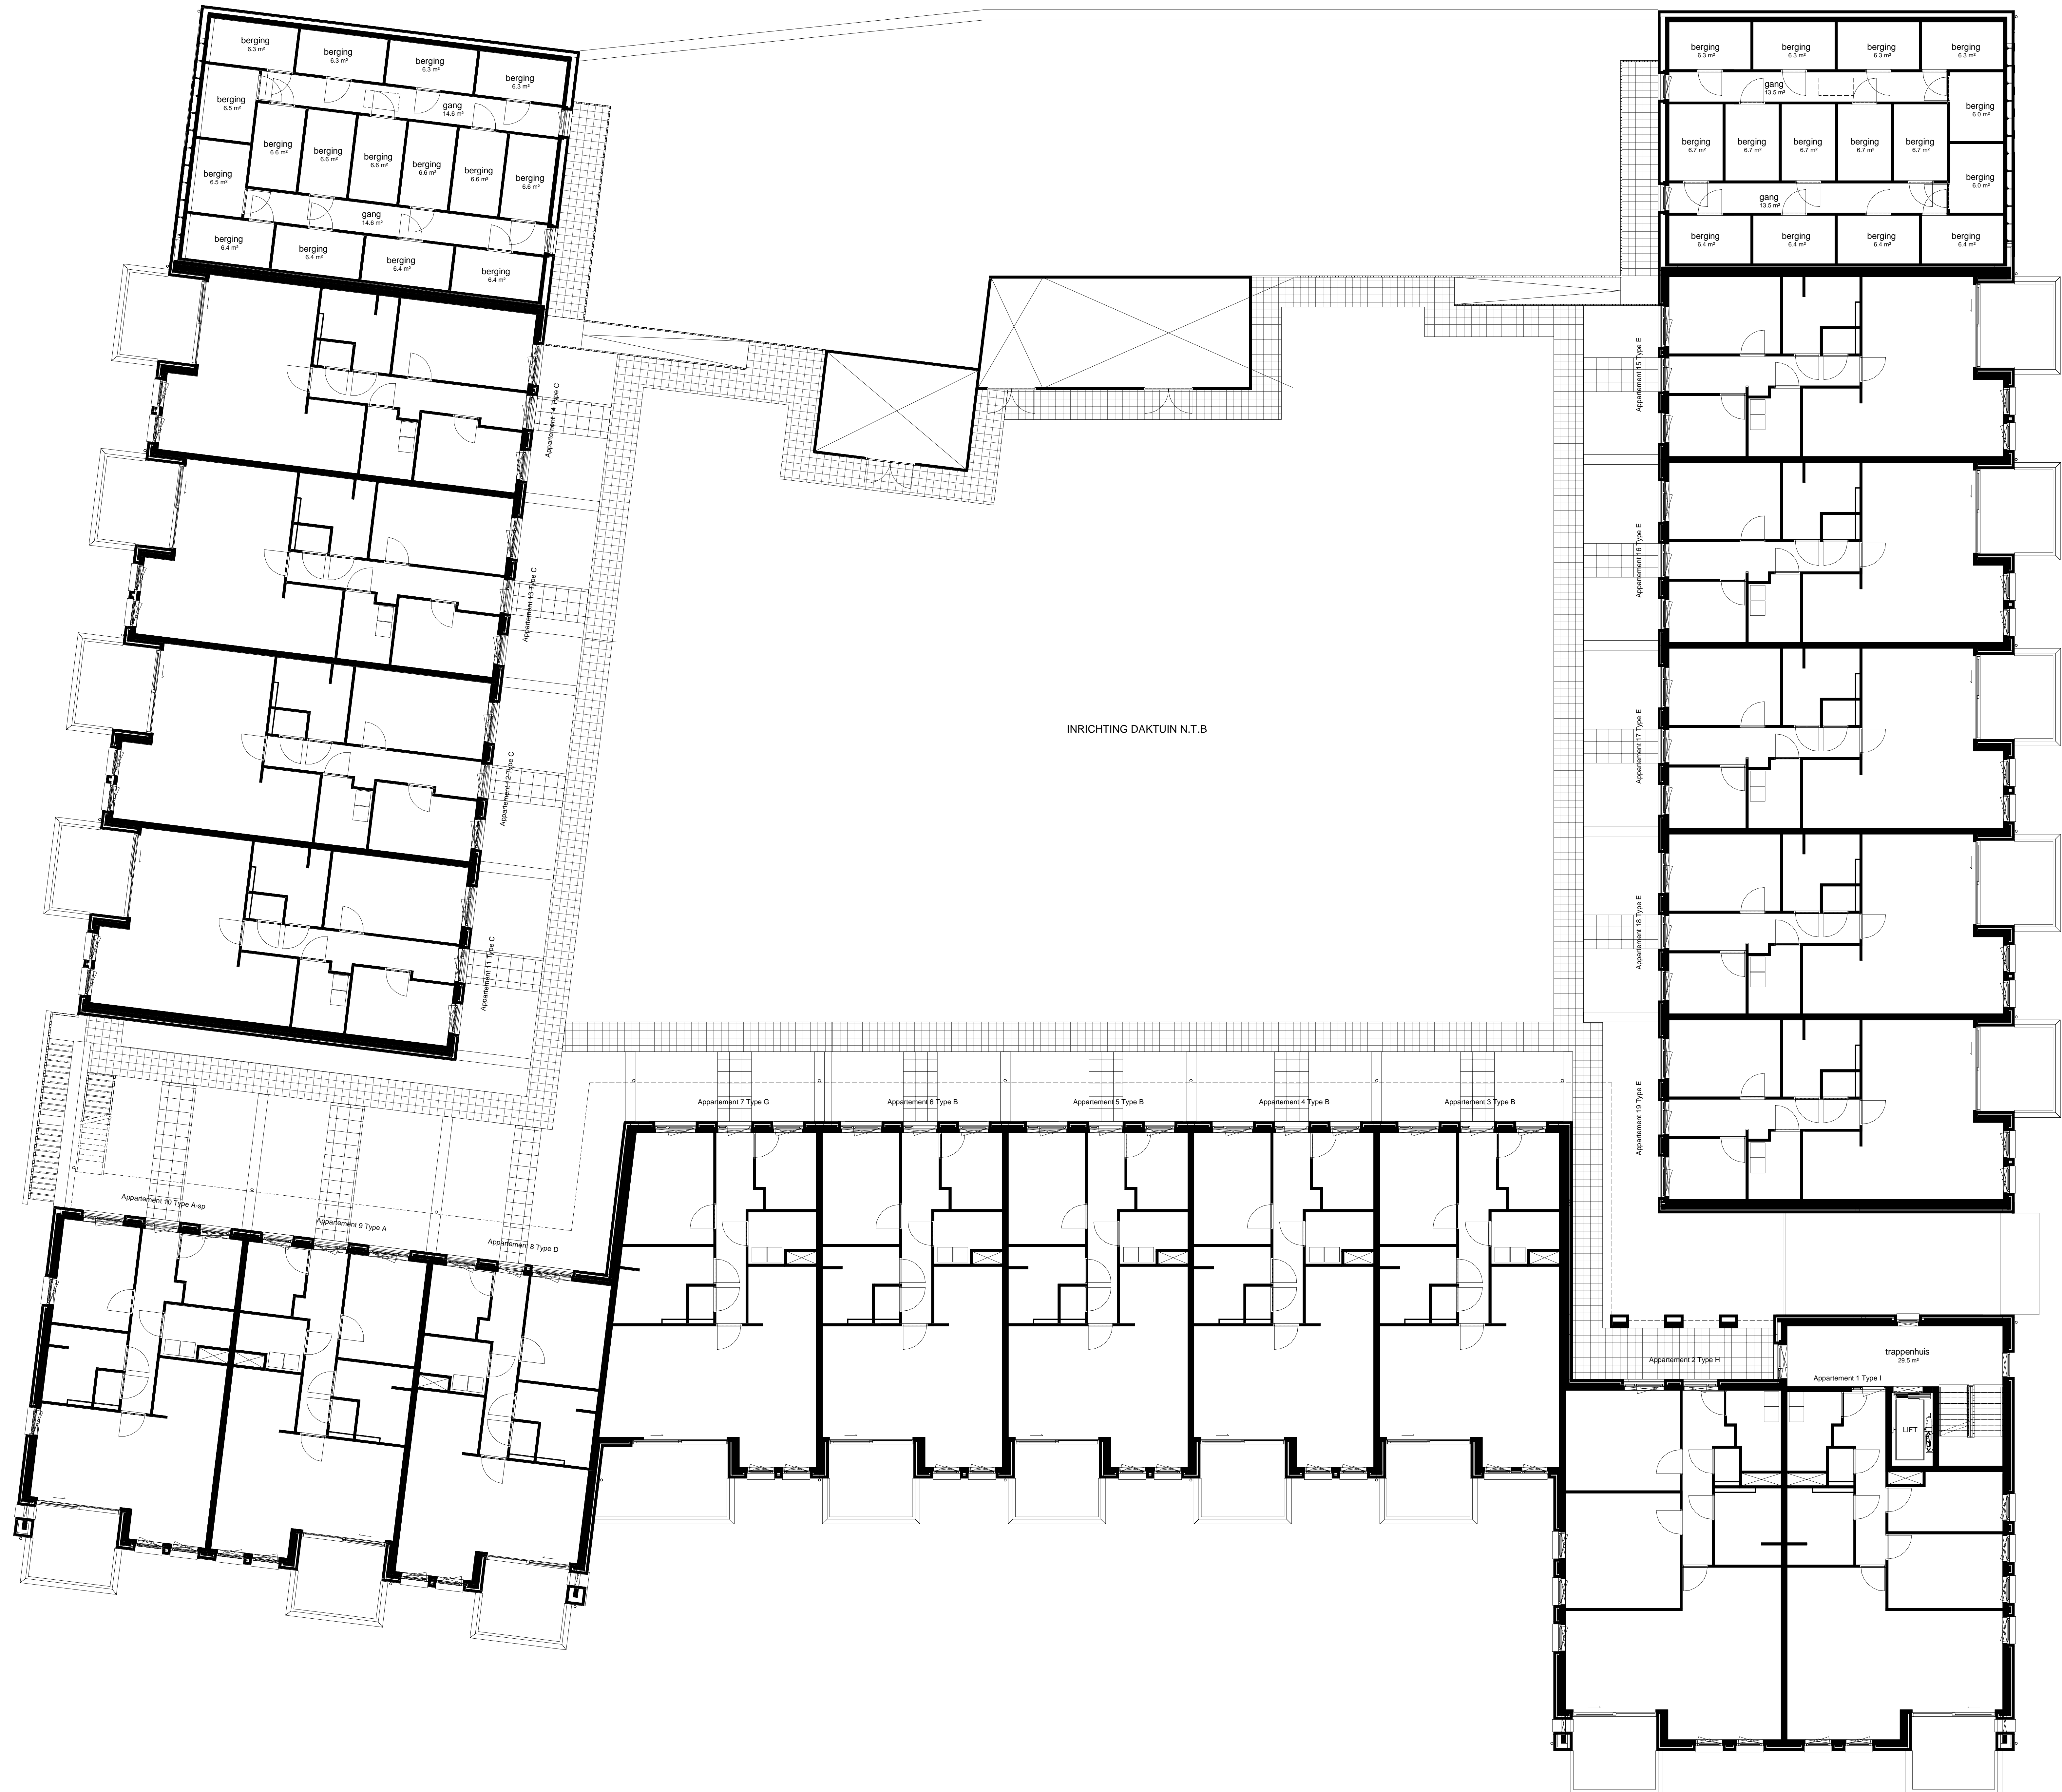 berging
6.3 m²
berging
6.3 m²
berging
6.3 m²
berging
6.3 m²
berging
6.5 m²
gang
14.6 m²
berging
6.6 m²
berging
6.6 m²
berging
6.6 m²
berging
6.6 m²
berging
6.6 m²
berging
6.6 m²
berging
6.5 m²
gang
14.6 m²
berging
6.4 m²
berging
6.4 m²
berging
6.4 m²
berging
6.4 m²
berging
6.3 m²
berging
6.3 m²
berging
6.3 m²
berging
6.3 m²
gang
13.5 m²
berging
6.0 m²
berging
6.7 m²
berging
6.7 m²
berging
6.7 m²
berging
6.7 m²
berging
6.7 m²
berging
6.0 m²
gang
13.5 m²
berging
6.4 m²
berging
6.4 m²
berging
6.4 m²
berging
6.4 m²
Appartement 14 Type C
Appartement 13 Type C
Appartement 12 Type C
Appartement 11 Type C
INRICHTING DAKTUIN N.T.B
Appartement 15 Type E
Appartement 16 Type E
Appartement 17 Type E
Appartement 18 Type E
Appartement 19 Type E
Appartement 10 Type A-sp
Appartement 9 Type A
Appartement 8 Type D
Appartement 7 Type G
Appartement 6 Type B
Appartement 5 Type B
Appartement 4 Type B
Appartement 3 Type B
Appartement 2 Type H
trappenhuis
29.5 m²
Appartement 1 Type I
LIFT